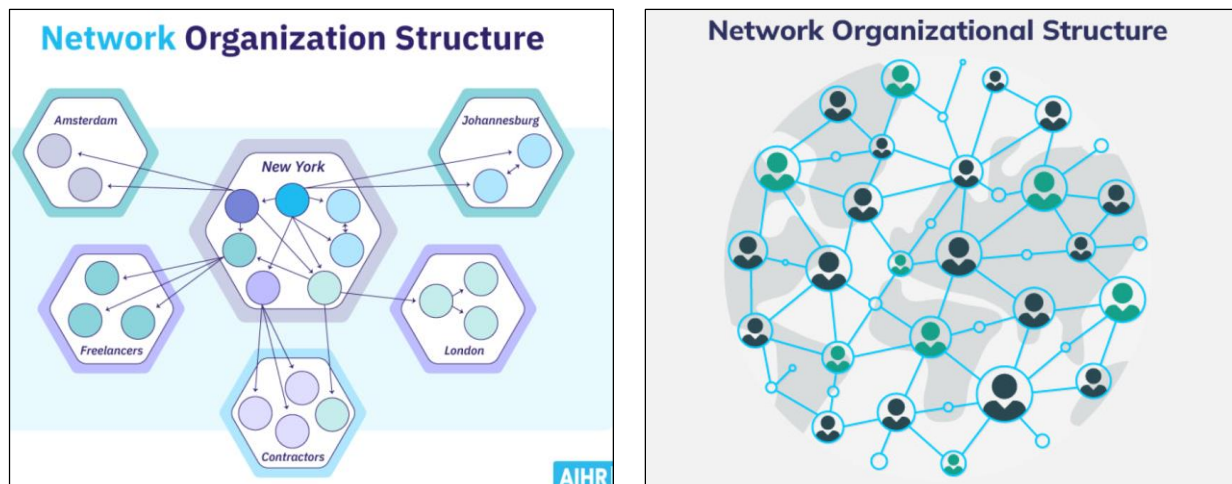 Network Organization Structure
Amsterdam
Johannesburg
New York
Freelancers
London
Contractors
AIHR
Network Organizational Structure